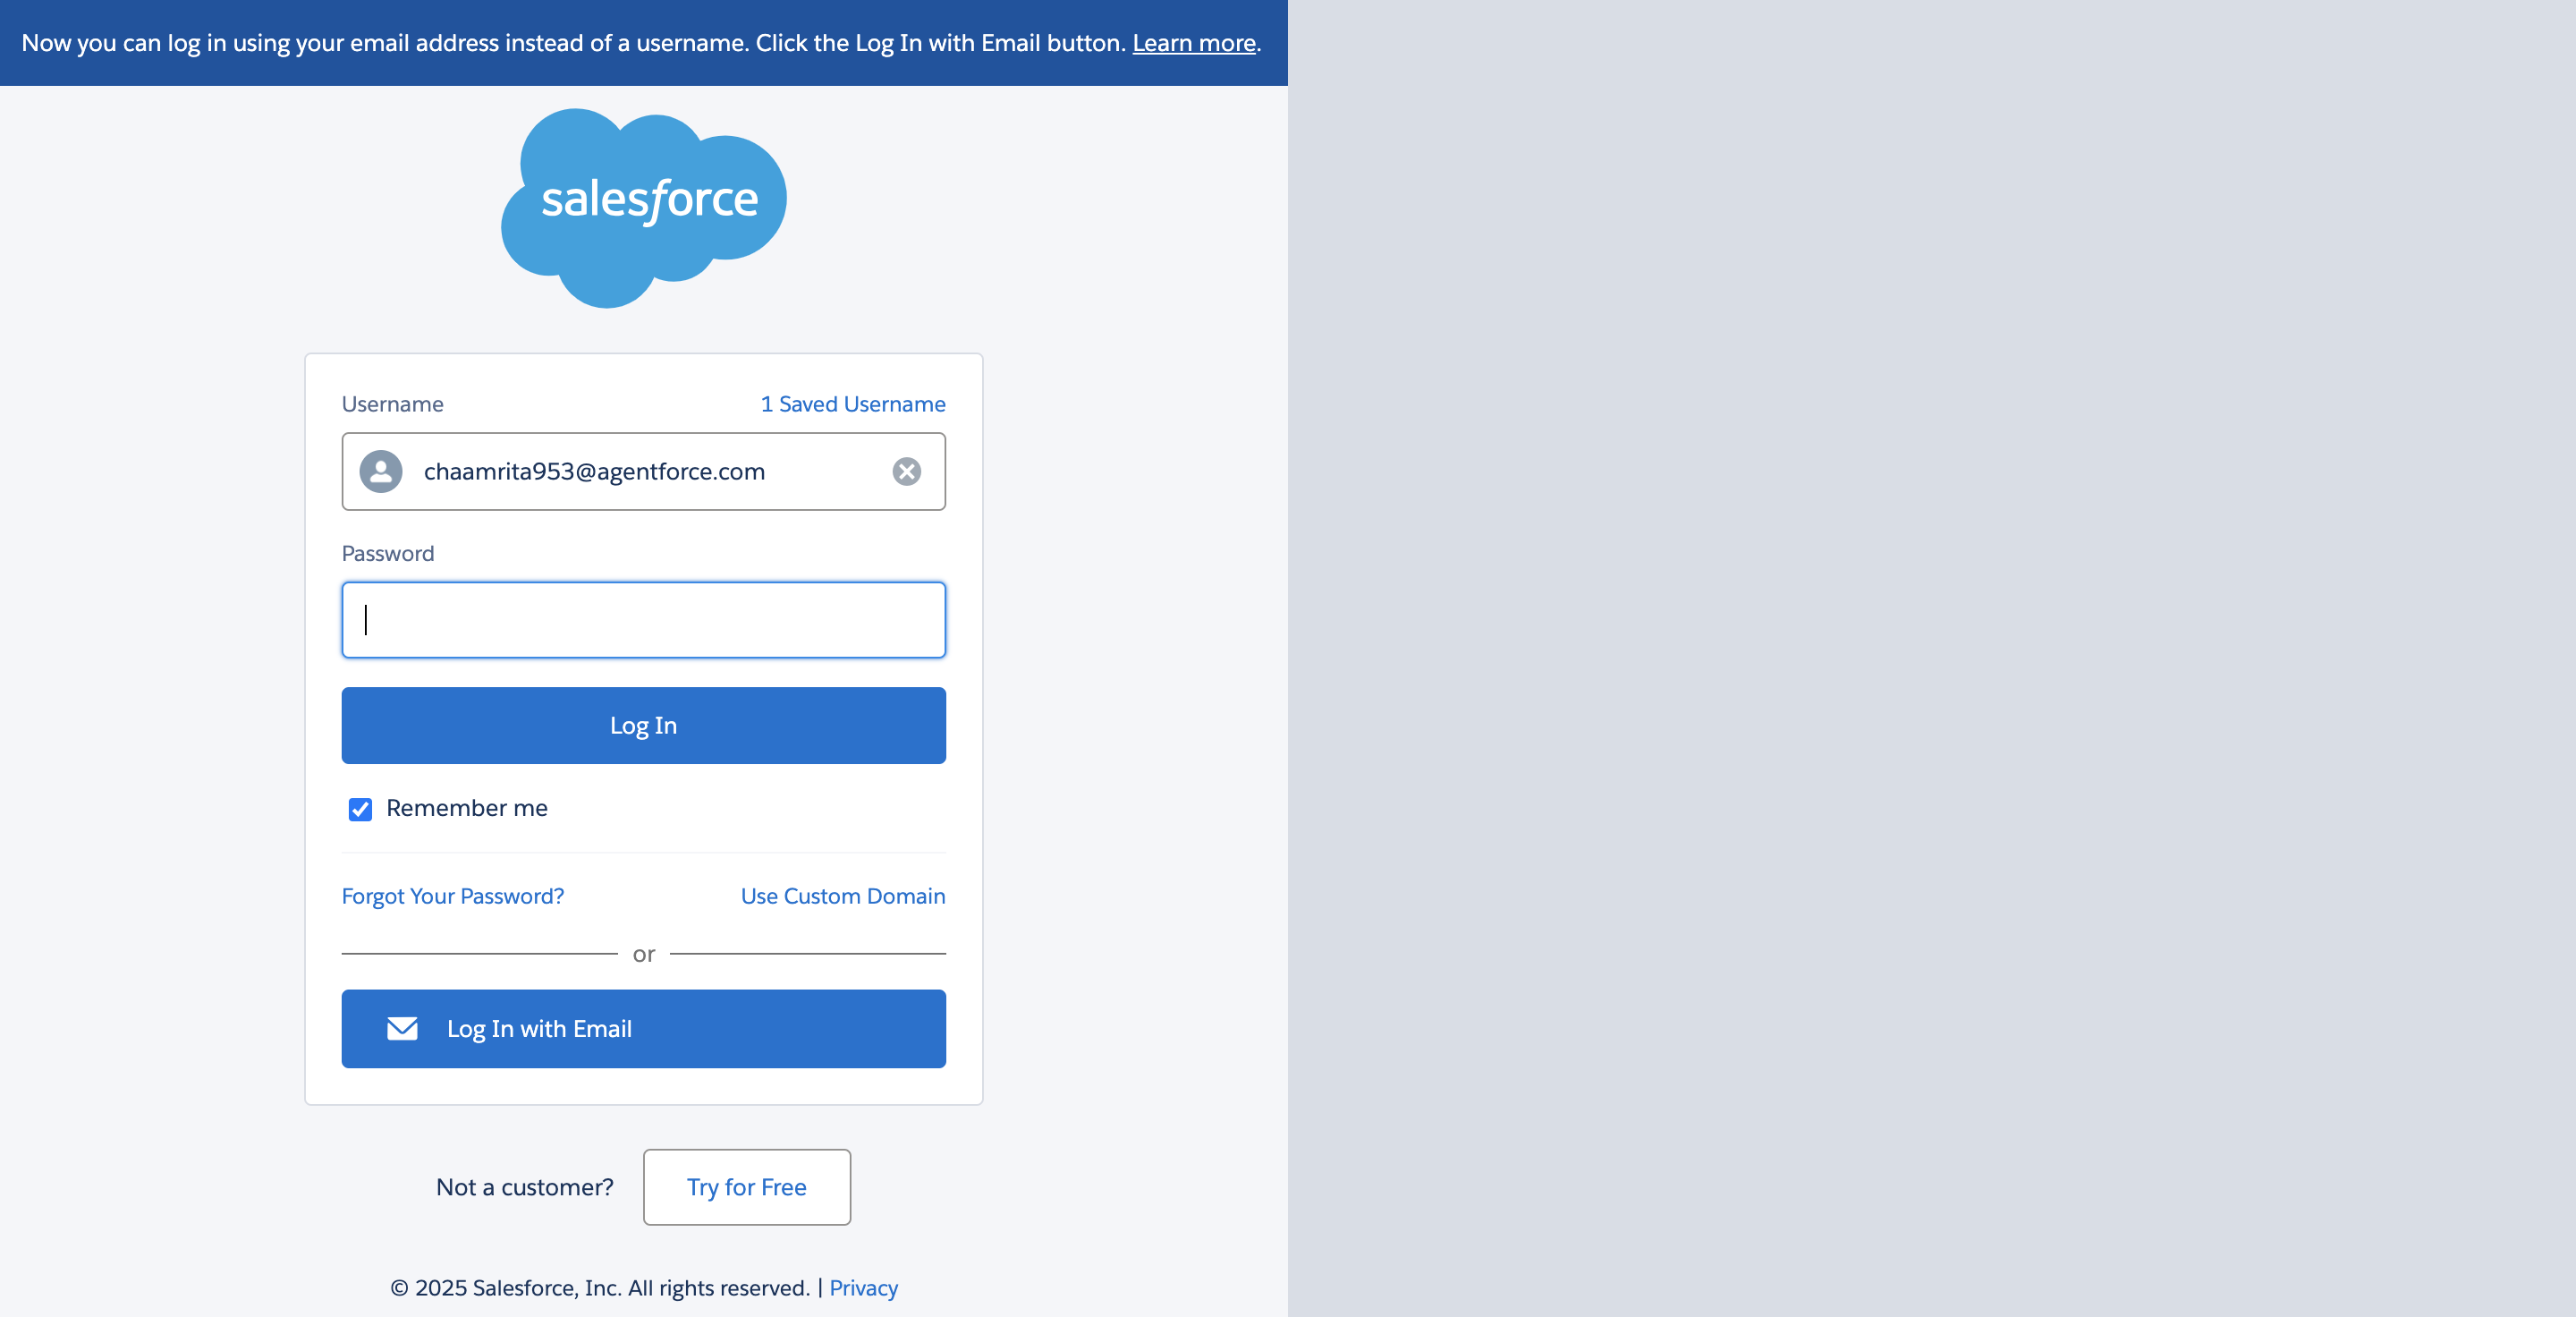 Now you can log in using your email address instead of a username. Click the Log In with Email button. Learn more.
salesforce
Username
1 Saved Username
chaamrita953@agentforce.com
Password
Log In
Remember me
Forgot Your Password?
Use Custom Domain
or
Log In with Email
Not a customer?
Try for Free
© 2025 Salesforce, Inc. All rights reserved. | Privacy